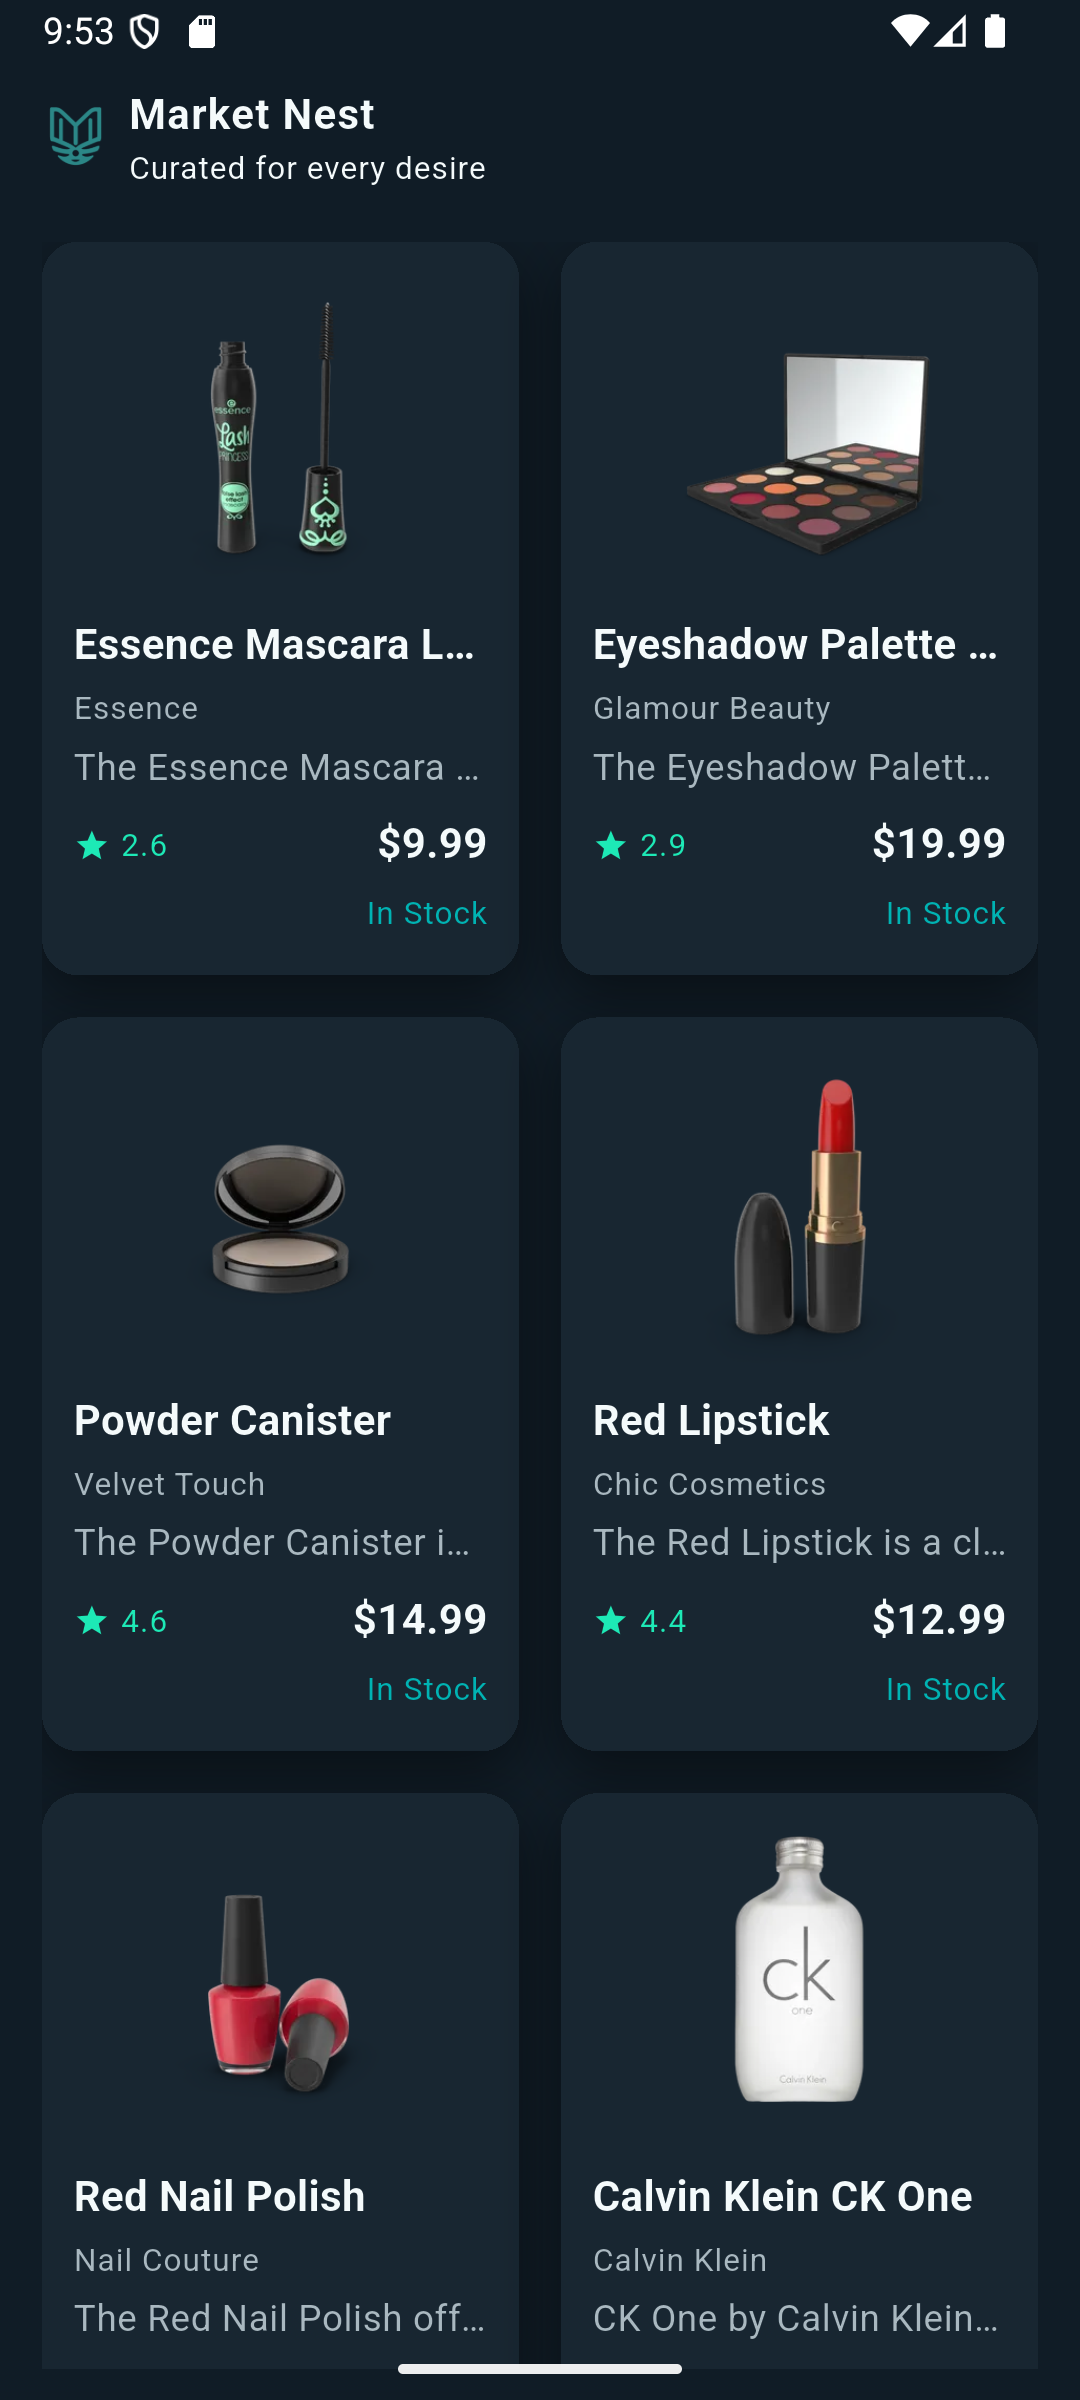 9:53
Market Nest
Curated for every desire
essence
Lash
PRINCESS
false lash
effect
Essence Mascara L…
Essence
The Essence Mascara …
2.6
$9.99
In Stock
Eyeshadow Palette …
Glamour Beauty
The Eyeshadow Palett…
2.9
$19.99
In Stock
Powder Canister
Velvet Touch
The Powder Canister i…
4.6
$14.99
In Stock
Red Lipstick
Chic Cosmetics
The Red Lipstick is a cl…
4.4
$12.99
In Stock
Red Nail Polish
Nail Couture
The Red Nail Polish off…
ck
one
Calvin Klein
Calvin Klein CK One
Calvin Klein
CK One by Calvin Klein…